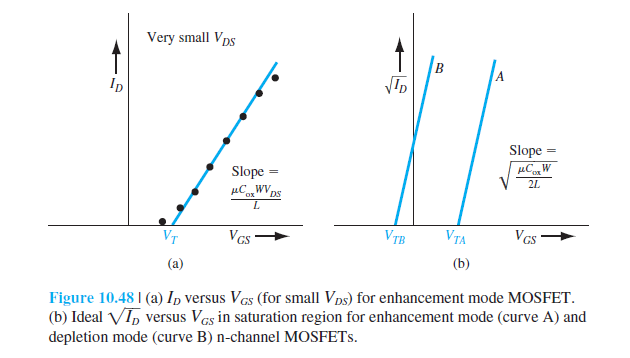 Very small V_DS
I_D
Slope =
μC_ox WV_DS
L
V_T
V_GS
(a)
√I_D
B
A
Slope =
√
μC_ox W
2L
V_TB
V_TA
V_GS
(b)
Figure 10.48 | (a) I_D versus V_GS (for small V_DS) for enhancement mode MOSFET.
(b) Ideal √I_D versus V_GS in saturation region for enhancement mode (curve A) and
depletion mode (curve B) n-channel MOSFETs.